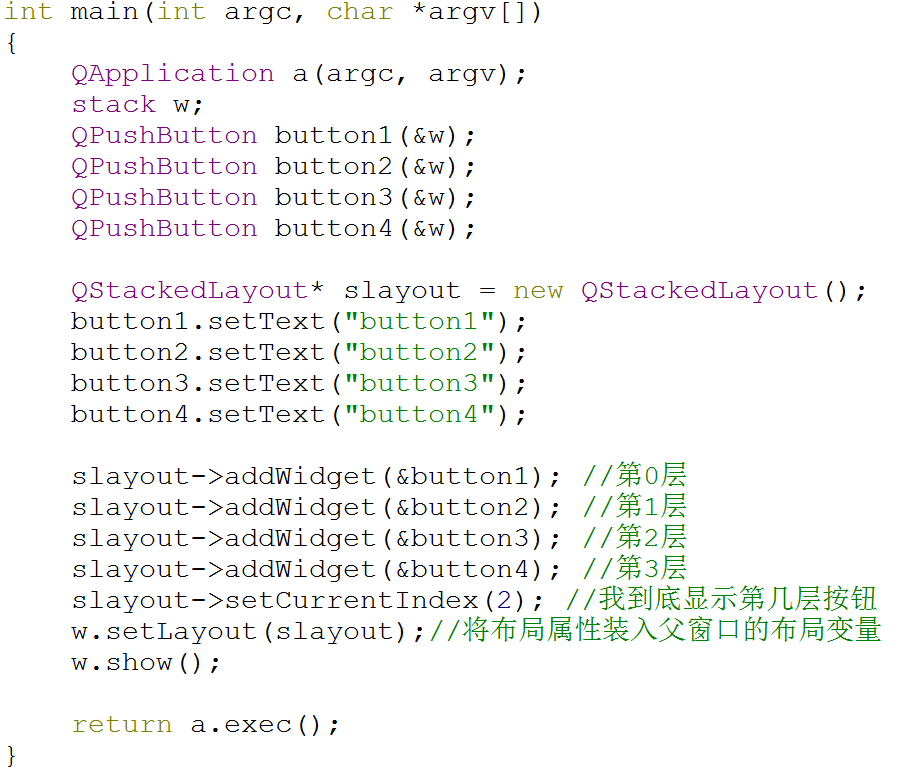 int main(int argc, char *argv[])
{
    QApplication a(argc, argv);
    stack w;
    QPushButton button1(&w);
    QPushButton button2(&w);
    QPushButton button3(&w);
    QPushButton button4(&w);

    QStackedLayout* slayout = new QStackedLayout();
    button1.setText("button1");
    button2.setText("button2");
    button3.setText("button3");
    button4.setText("button4");

    slayout->addWidget(&button1); //第0层
    slayout->addWidget(&button2); //第1层
    slayout->addWidget(&button3); //第2层
    slayout->addWidget(&button4); //第3层
    slayout->setCurrentIndex(2); //我到底显示第几层按钮
    w.setLayout(slayout);//将布局属性装入父窗口的布局变量
    w.show();

    return a.exec();
}